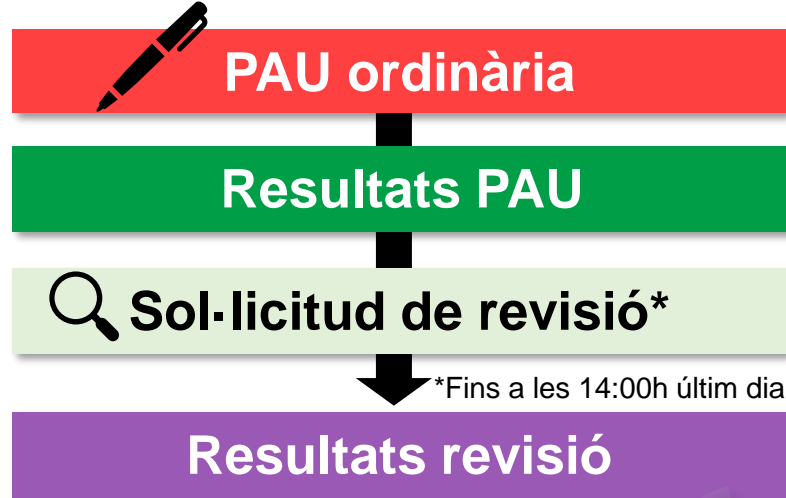 PAU ordinària
Resultats PAU
Sol·licitud de revisió*
*Fins a les 14:00h últim dia
Resultats revisió